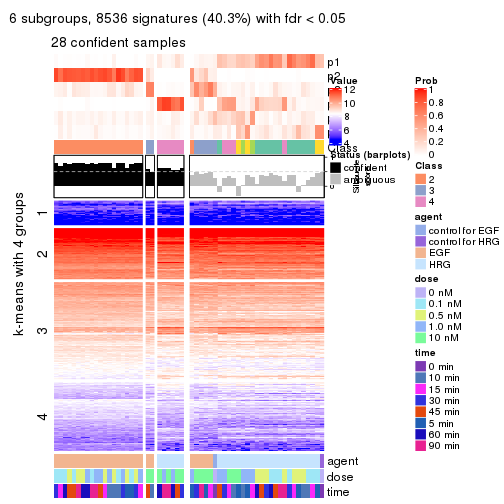 6 subgroups, 8536 signatures (40.3%) with fdr < 0.05
28 confident samples
p1
p2
Class
k-means with 4 groups
1
2
3
4
agent
dose
time
Value
12
10
8
6
4
Status (barplots)
confident
ambiguous
Prob
1
0.8
0.6
0.4
0.2
0
Class
2
3
4
agent
control for EGF
control for HRG
EGF
HRG
dose
0 nM
0.1 nM
0.5 nM
1.0 nM
10 nM
time
0 min
10 min
15 min
30 min
45 min
5 min
60 min
90 min